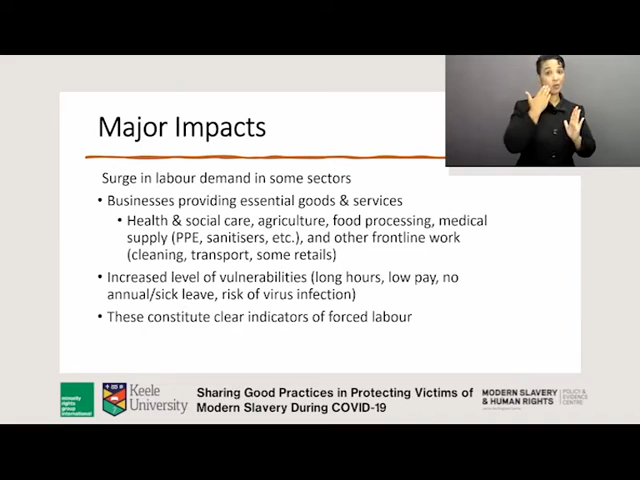 Major Impacts
Surge in labour demand in some sectors
• Businesses providing essential goods & services
• Health & social care, agriculture, food processing, medical
supply (PPE, sanitisers, etc.), and other frontline work
(cleaning, transport, some retails)
• Increased level of vulnerabilities (long hours, low pay, no
annual/sick leave, risk of virus infection)
• These constitute clear indicators of forced labour
minority
rights
group
international
Keele
University
Sharing Good Practices in Protecting Victims of
Modern Slavery During COVID-19
MODERN SLAVERY
& HUMAN RIGHTS
POLICY &
EVIDENCE
CENTRE